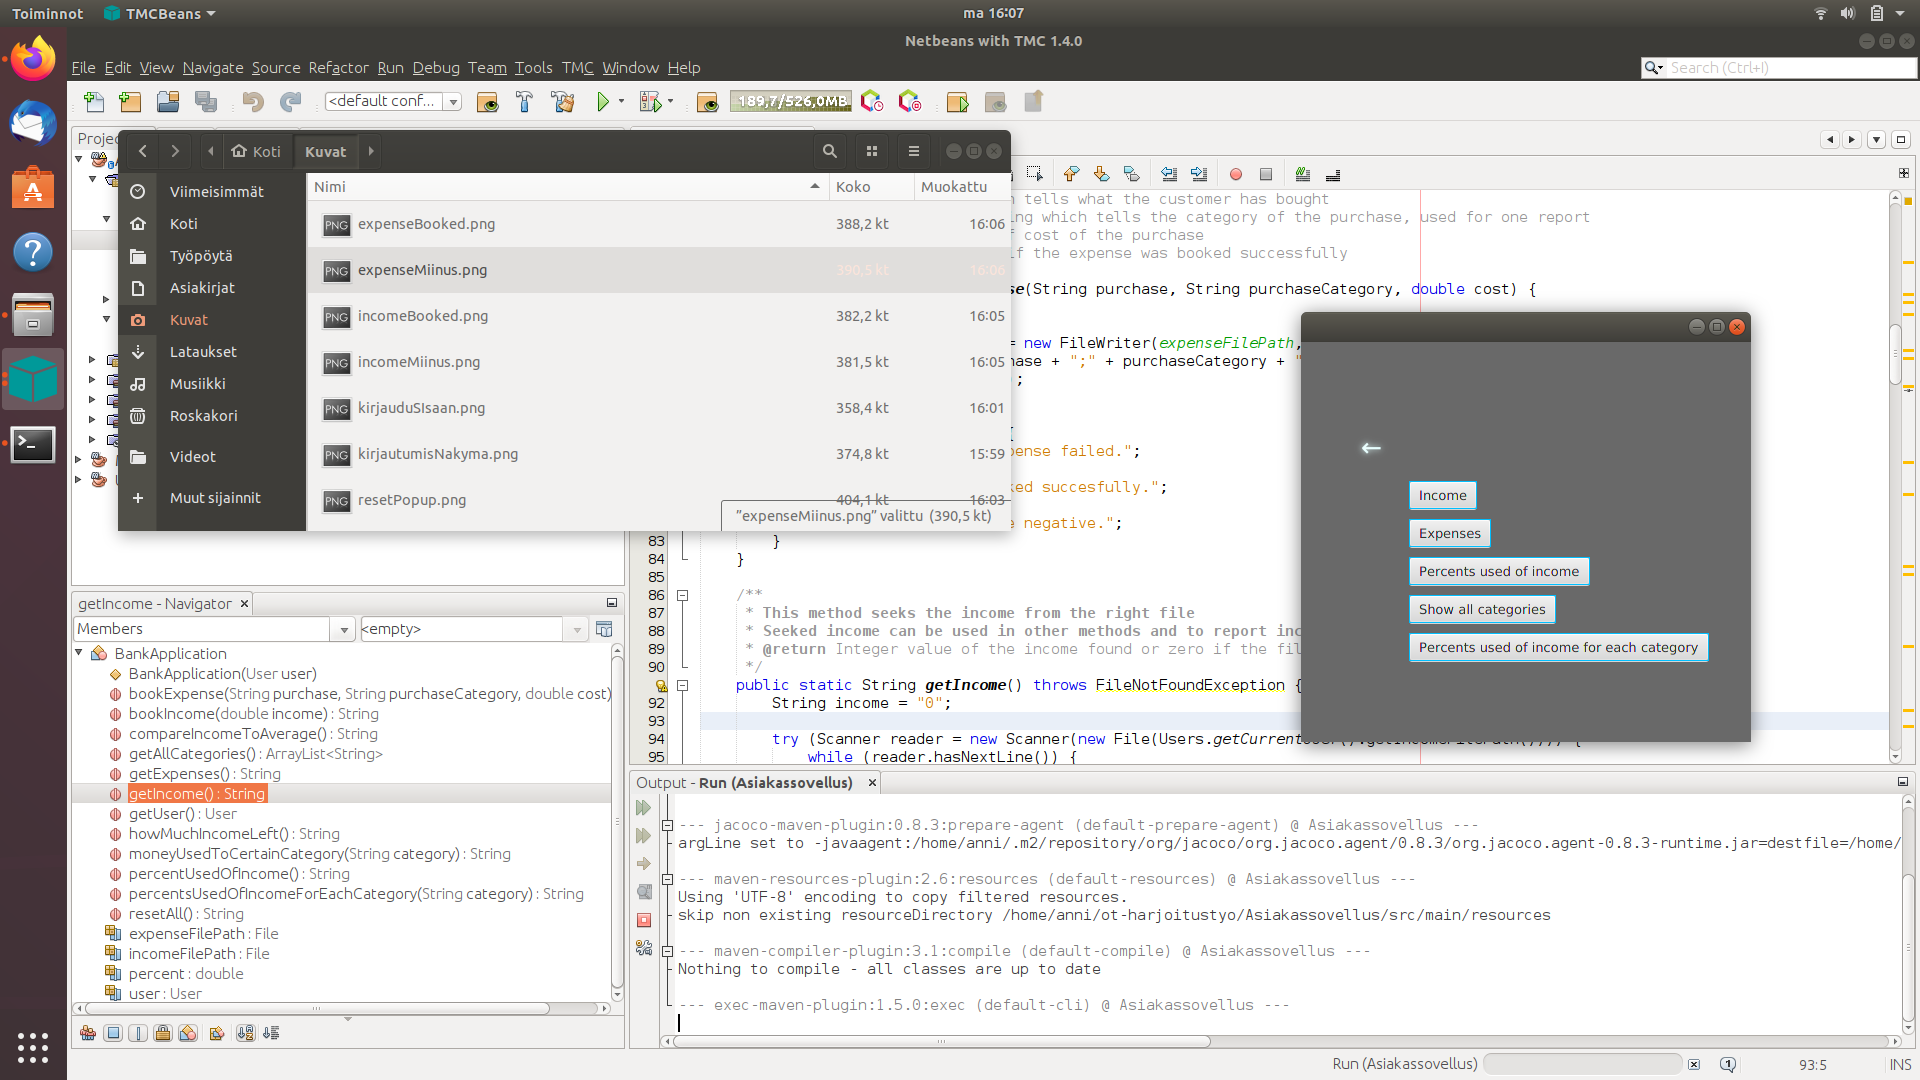 Toiminnot
TMCBeans
ma 16:07
Netbeans with TMC 1.4.0
File Edit View Navigate Source Refactor Run Debug Team Tools TMC Window Help
Search (Ctrl+I)
<default conf...
189,7/526,0MB
Projec
Koti
Kuvat
Viimeisimmät
Koti
Työpöytä
Asiakirjat
Kuvat
Lataukset
Musiikki
Roskakori
Videot
Muut sijainnit
Nimi Koko Muokattu
PNG expenseBooked.png 388,2 kt 16:06
PNG expenseMiinus.png 390,5 kt 16:06
PNG incomeBooked.png 382,2 kt 16:05
PNG incomeMiinus.png 381,5 kt 16:05
PNG kirjauduSIsaan.png 358,4 kt 16:01
PNG kirjautumisNakyma.png 374,8 kt 15:59
PNG resetPopup.png 404,1 kt 16:03
"expenseMiinus.png" valittu (390,5 kt)
tells what the customer has bought
ng which tells the category of the purchase, used for one report
cost of the purchase
if the expense was booked successfully
se(String purchase, String purchaseCategory, double cost) {
= new FileWriter(expenseFilePath,
hase + ";" + purchaseCategory + "
;
{
pense failed.";
ked succesfully.";
e negative.";
83 }
84 }
85
86 /**
87 * This method seeks the income from the right file
88 * Seeked income can be used in other methods and to report inc
89 * @return Integer value of the income found or zero if the fil
90 */
public static String getIncome() throws FileNotFoundException {
92 String income = "0";
93
94 try (Scanner reader = new Scanner(new File(Users.getCurrentUser().getIncomeFilePath()))) {
95 while (reader.hasNextLine()) {
Income
Expenses
Percents used of income
Show all categories
Percents used of income for each category
getIncome - Navigator
Members
<empty>
BankApplication
BankApplication(User user)
bookExpense(String purchase, String purchaseCategory, double cost)
bookIncome(double income) : String
compareIncomeToAverage() : String
getAllCategories() : ArrayList<String>
getExpenses() : String
getIncome() : String
getUser() : User
howMuchIncomeLeft() : String
moneyUsedToCertainCategory(String category) : String
percentUsedOfIncome() : String
percentsUsedOfIncomeForEachCategory(String category) : String
resetAll() : String
expenseFilePath : File
incomeFilePath : File
percent : double
user : User
Output - Run (Asiakassovellus)
--- jacoco-maven-plugin:0.8.3:prepare-agent (default-prepare-agent) @ Asiakassovellus ---
argLine set to -javaagent:/home/anni/.m2/repository/org/jacoco/org.jacoco.agent/0.8.3/org.jacoco.agent-0.8.3-runtime.jar=destfile=/home/
--- maven-resources-plugin:2.6:resources (default-resources) @ Asiakassovellus ---
Using 'UTF-8' encoding to copy filtered resources.
skip non existing resourceDirectory /home/anni/ot-harjoitustyo/Asiakassovellus/src/main/resources
--- maven-compiler-plugin:3.1:compile (default-compile) @ Asiakassovellus ---
Nothing to compile - all classes are up to date
--- exec-maven-plugin:1.5.0:exec (default-cli) @ Asiakassovellus ---
Run (Asiakassovellus)
1
93:5
INS